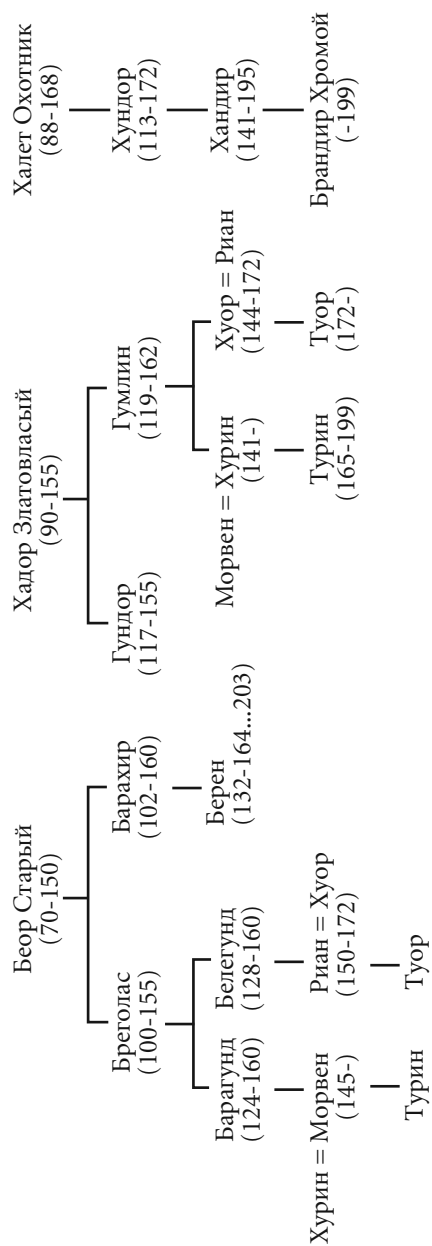 Беор Старый
(70-150)
Бреголас
(100-155)
Барахир
(102-160)
Барагунд
(124-160)
Белегунд
(128-160)
Берен
(132-164...203)
Хурин = Морвен
(145-)
Риан = Хуор
(150-172)
Турин
Туор
Хадор Златовласый
(90-155)
Гундор
(117-155)
Гумлин
(119-162)
Морвен = Хурин
(141-)
Хуор = Риан
(144-172)
Турин
(165-199)
Туор
(172-)
Халет Охотник
(88-168)
Хундор
(113-172)
Хандир
(141-195)
Брандир Хромой
(-199)